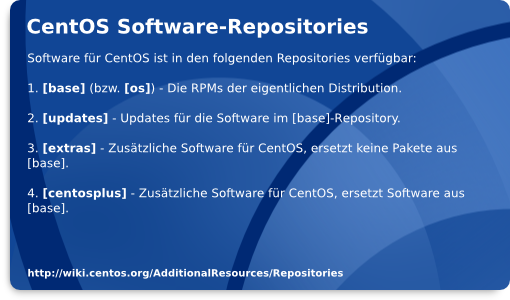 CentOS Software-Repositories
Software für CentOS ist in den folgenden Repositories verfügbar:
1. [base] (bzw. [os]) - Die RPMs der eigentlichen Distribution.
2. [updates] - Updates für die Software im [base]-Repository.
3. [extras] - Zusätzliche Software für CentOS, ersetzt keine Pakete aus
[base].
4. [centosplus] - Zusätzliche Software für CentOS, ersetzt Software aus
[base].
http://wiki.centos.org/AdditionalResources/Repositories